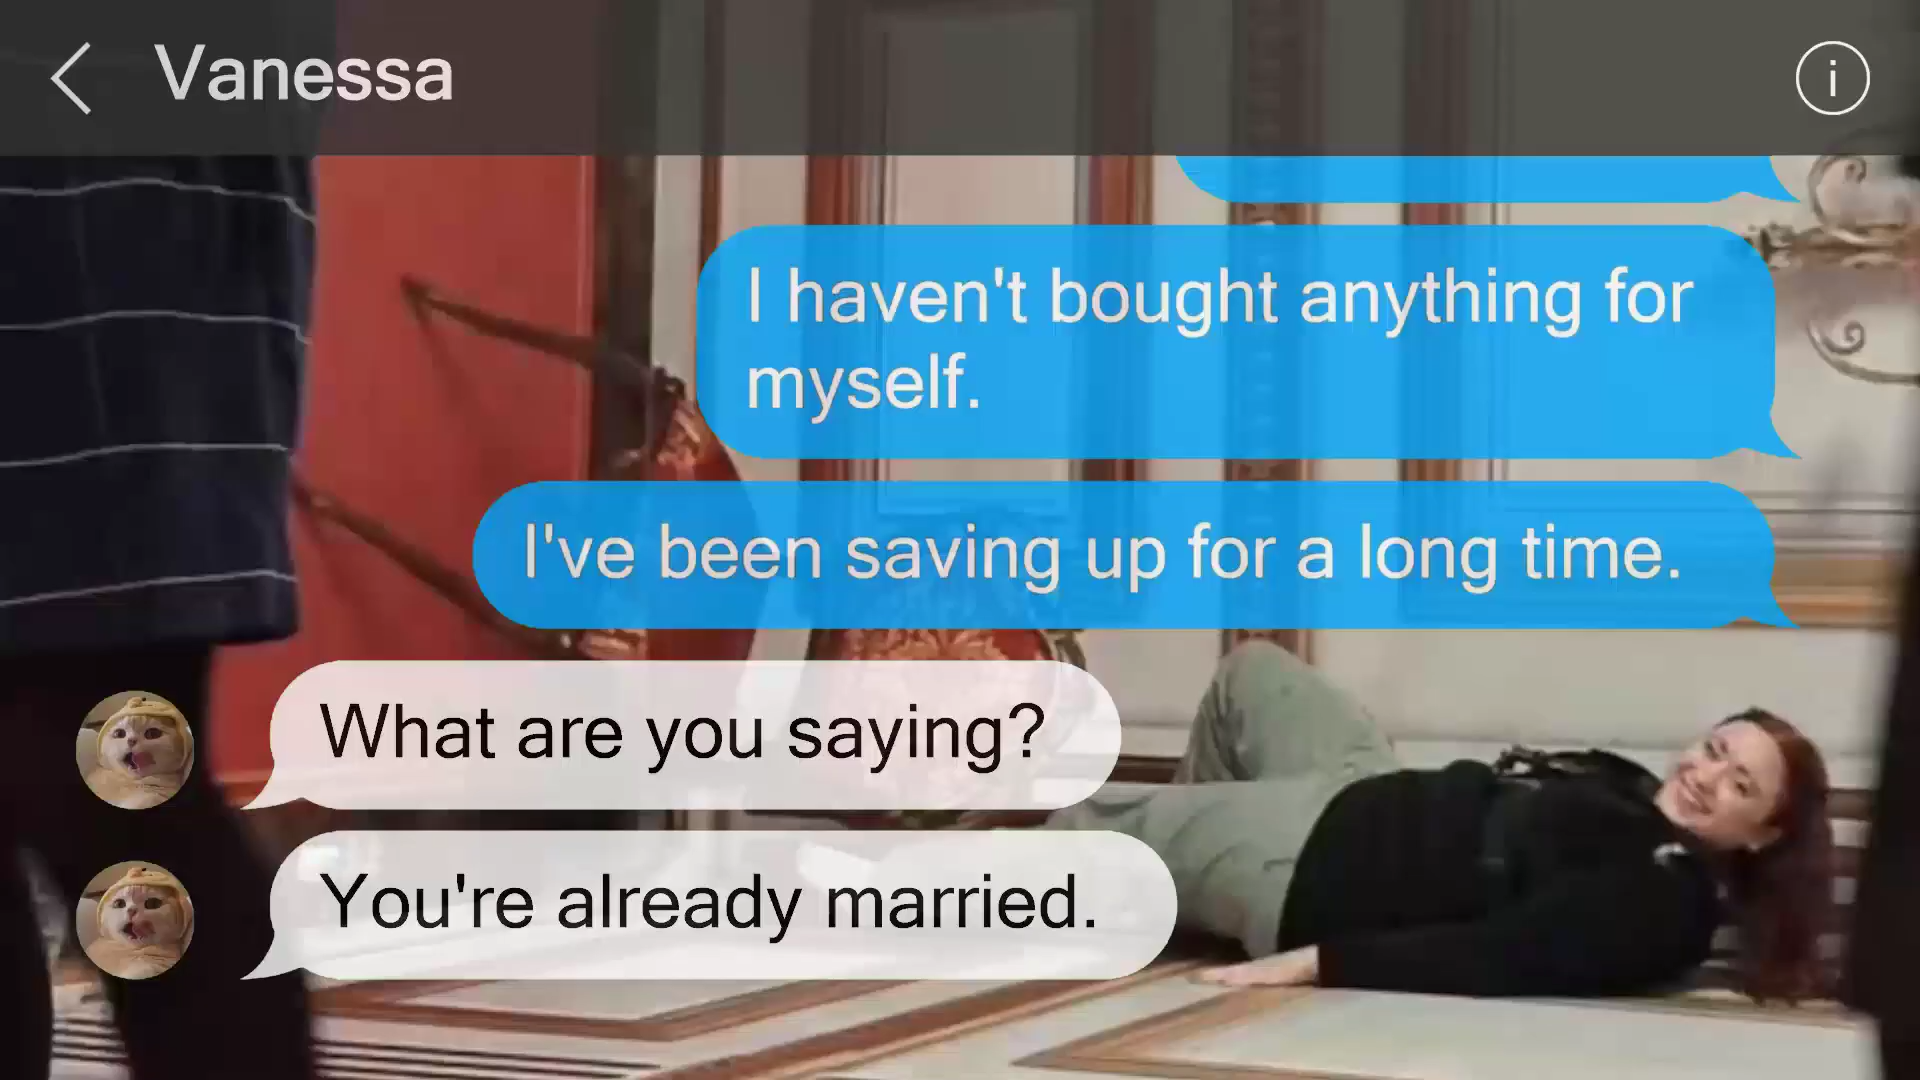 Vanessa
i
I haven't bought anything for
myself.
I've been saving up for a long time.
What are you saying?
You're already married.